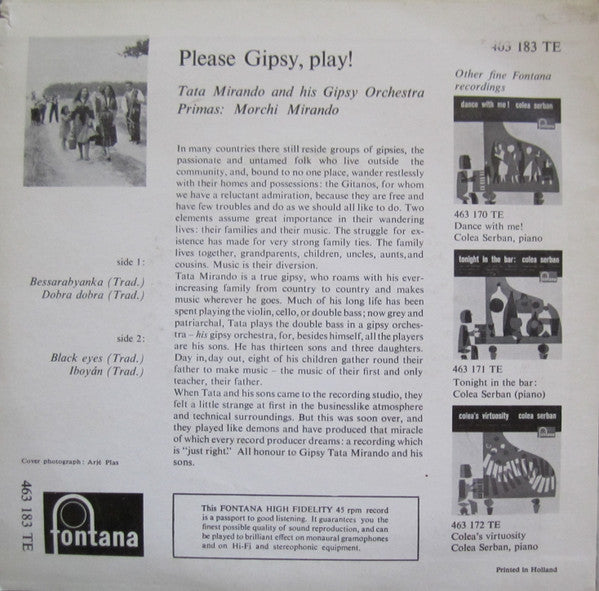 463 183 TE
Please Gipsy, play!
Tata Mirando and his Gipsy Orchestra
Primas: Morchi Mirando
In many countries there still reside groups of gipsies, the
passionate and untamed folk who live outside the
community, and, bound to no one place, wander restlessly
with their homes and possessions: the Gitanos, for whom
we have a reluctant admiration, because they are free and
have few troubles and do as we should all like to do. Two
elements assume great importance in their wandering
lives: their families and their music. The struggle for ex-
istence has made for very strong family ties. The family
lives together, grandparents, children, uncles, aunts, and
cousins. Music is their diversion.
Tata Mirando is a true gipsy, who roams with his ever-
increasing family from country to country and makes
music wherever he goes. Much of his long life has been
spent playing the violin, cello, or double bass; now grey and
patriarchal, Tata plays the double bass in a gipsy orches-
tra – his gipsy orchestra, for, besides himself, all the players
are his sons. He has thirteen sons and three daughters.
Day in, day out, eight of his children gather round their
father to make music – the music of their first and only
teacher, their father.
When Tata and his sons came to the recording studio, they
felt a little strange at first in the businesslike atmosphere
and technical surroundings. But this was soon over, and
they played like demons and have produced that miracle
of which every record producer dreams: a recording which
is "just right." All honour to Gipsy Tata Mirando and his
sons.
side 1:
Bessarabyanka (Trad.)
Dobra dobra (Trad.)
side 2:
Black eyes (Trad.)
Iboyán (Trad.)
Cover photograph: Arjé Plas
463 183 TE
fontana
This FONTANA HIGH FIDELITY 45 rpm record
is a passport to good listening. It guarantees you the
finest possible quality of sound reproduction, and can
be played to brilliant effect on monaural gramophones
and on Hi-Fi and stereophonic equipment.
Other fine Fontana
recordings
dance with me! colea serban
463 170 TE
Dance with me!
Colea Serban, piano
tonight in the bar: colea serban
463 171 TE
Tonight in the bar:
Colea Serban (piano)
colea's virtuosity colea serban
463 172 TE
Colea's virtuosity
Colea Serban, piano
Printed in Holland